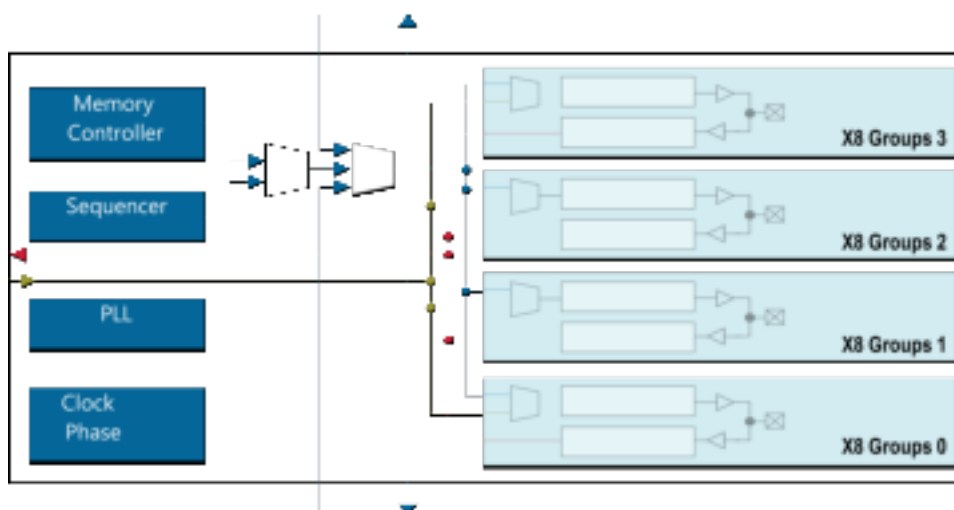 Memory
Controller
Sequencer
PLL
Clock
Phase
X8 Groups 3
X8 Groups 2
X8 Groups 1
X8 Groups 0